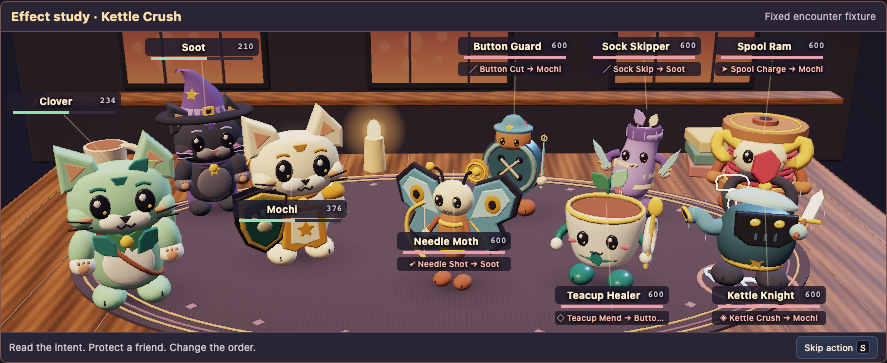 Effect study · Kettle Crush
Fixed encounter fixture
Soot 210
Button Guard 600
Button Cut → Mochi
Sock Skipper 600
Sock Skip → Soot
Spool Ram 600
Spool Charge → Mochi
Clover 234
Mochi 376
Needle Moth 600
Needle Shot → Soot
Teacup Healer 600
Teacup Mend → Butto...
Kettle Knight 600
Kettle Crush → Mochi
Read the intent. Protect a friend. Change the order.
Skip action S